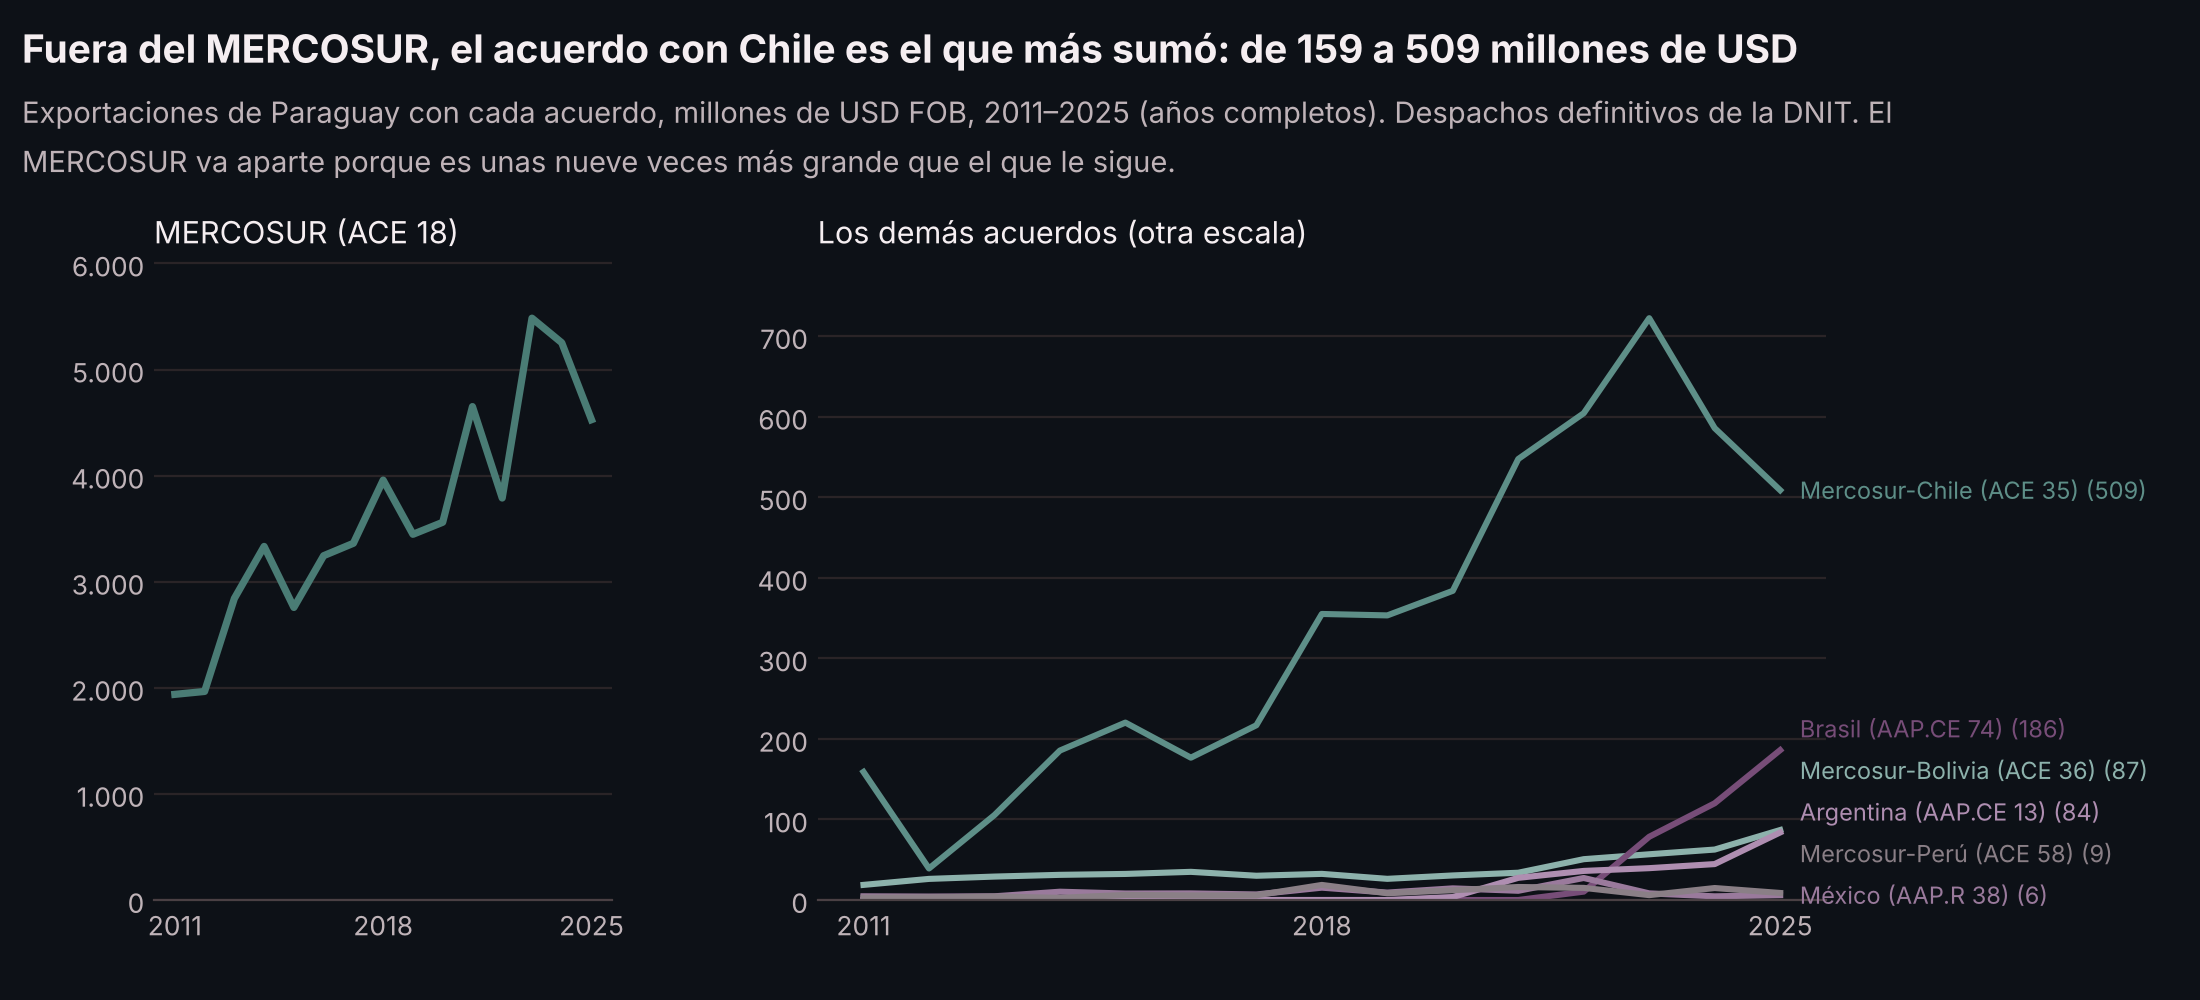 Fuera del MERCOSUR, el acuerdo con Chile es el que más sumó: de 159 a 509 millones de USD
Exportaciones de Paraguay con cada acuerdo, millones de USD FOB, 2011–2025 (años completos). Despachos definitivos de la DNIT. El
MERCOSUR va aparte porque es unas nueve veces más grande que el que le sigue.
MERCOSUR (ACE 18)
6.000
5.000
4.000
3.000
2.000
1.000
0
2011
2018
2025
Los demás acuerdos (otra escala)
700
600
500
400
300
200
100
0
2011
2018
2025
Mercosur-Chile (ACE 35) (509)
Brasil (AAP.CE 74) (186)
Mercosur-Bolivia (ACE 36) (87)
Argentina (AAP.CE 13) (84)
Mercosur-Perú (ACE 58) (9)
México (AAP.R 38) (6)